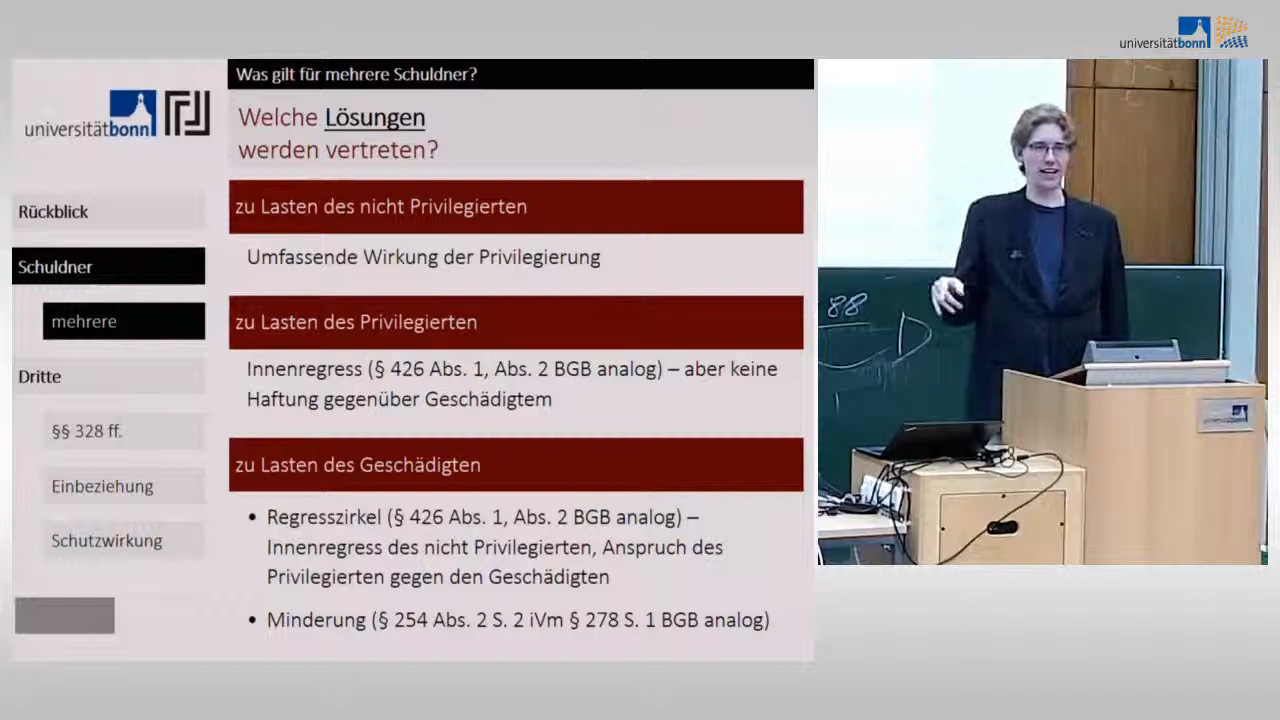 universitätbonn
Was gilt für mehrere Schuldner?
universitätbonn
Welche Lösungen
werden vertreten?
Rückblick
Schuldner
mehrere
Dritte
§§ 328 ff.
Einbeziehung
Schutzwirkung
zu Lasten des nicht Privilegierten
Umfassende Wirkung der Privilegierung
zu Lasten des Privilegierten
Innenregress (§ 426 Abs. 1, Abs. 2 BGB analog) – aber keine
Haftung gegenüber Geschädigtem
zu Lasten des Geschädigten
• Regresszirkel (§ 426 Abs. 1, Abs. 2 BGB analog) –
Innenregress des nicht Privilegierten, Anspruch des
Privilegierten gegen den Geschädigten
• Minderung (§ 254 Abs. 2 S. 2 iVm § 278 S. 1 BGB analog)
88